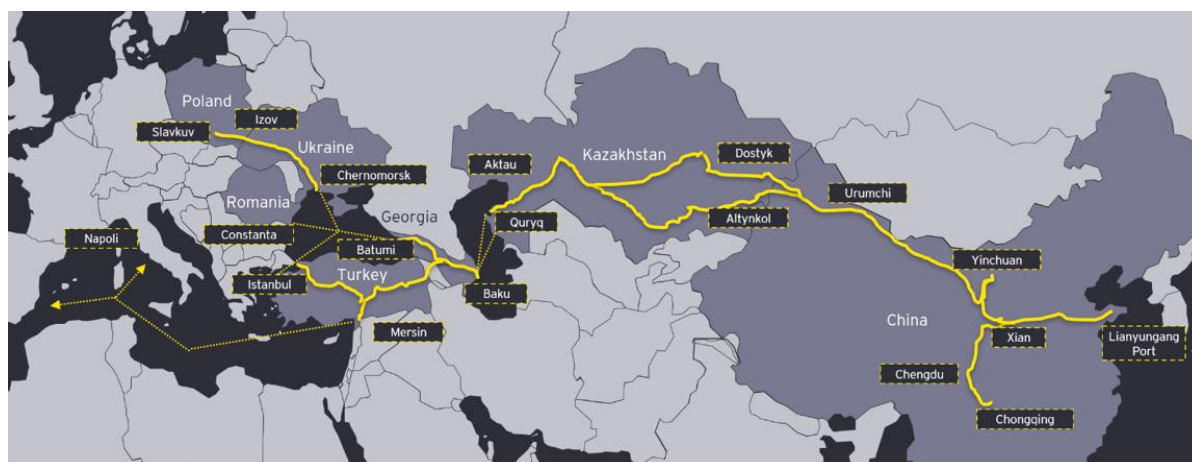 Poland
Izov
Slavkuv
Ukraine
Chernomorsk
Romania
Georgia
Constanta
Napoli
Batumi
Istanbul
Turkey
Mersin
Baku
Aktau
Kazakhstan
Dostyk
Quryq
Altynkol
Urumchi
Yinchuan
China
Xian
Lianyungang
Port
Chengdu
Chongqing